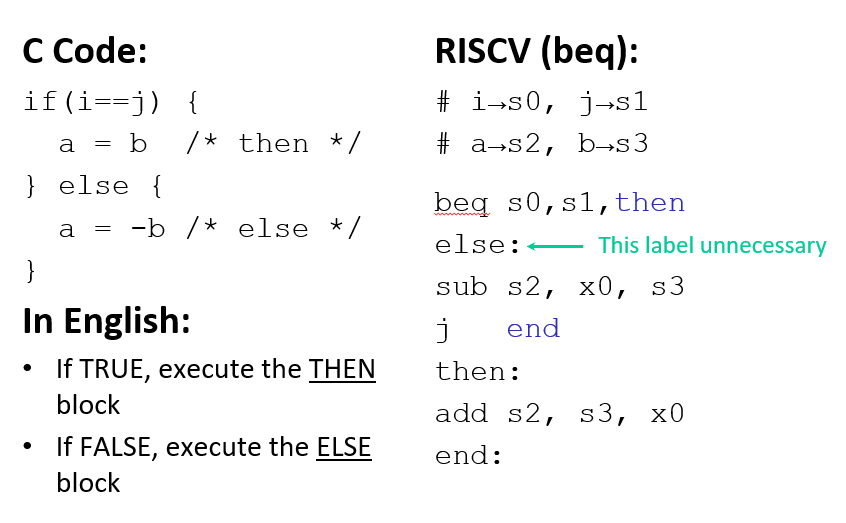 C Code:
if(i==j) {
a = b /* then */
} else {
a = -b /* else */
}
In English:
• If TRUE, execute the THEN
block
• If FALSE, execute the ELSE
block
RISCV (beq):
# i→s0, j→s1
# a→s2, b→s3
beq s0,s1,then
else: This label unnecessary
sub s2, x0, s3
j end
then:
add s2, s3, x0
end: